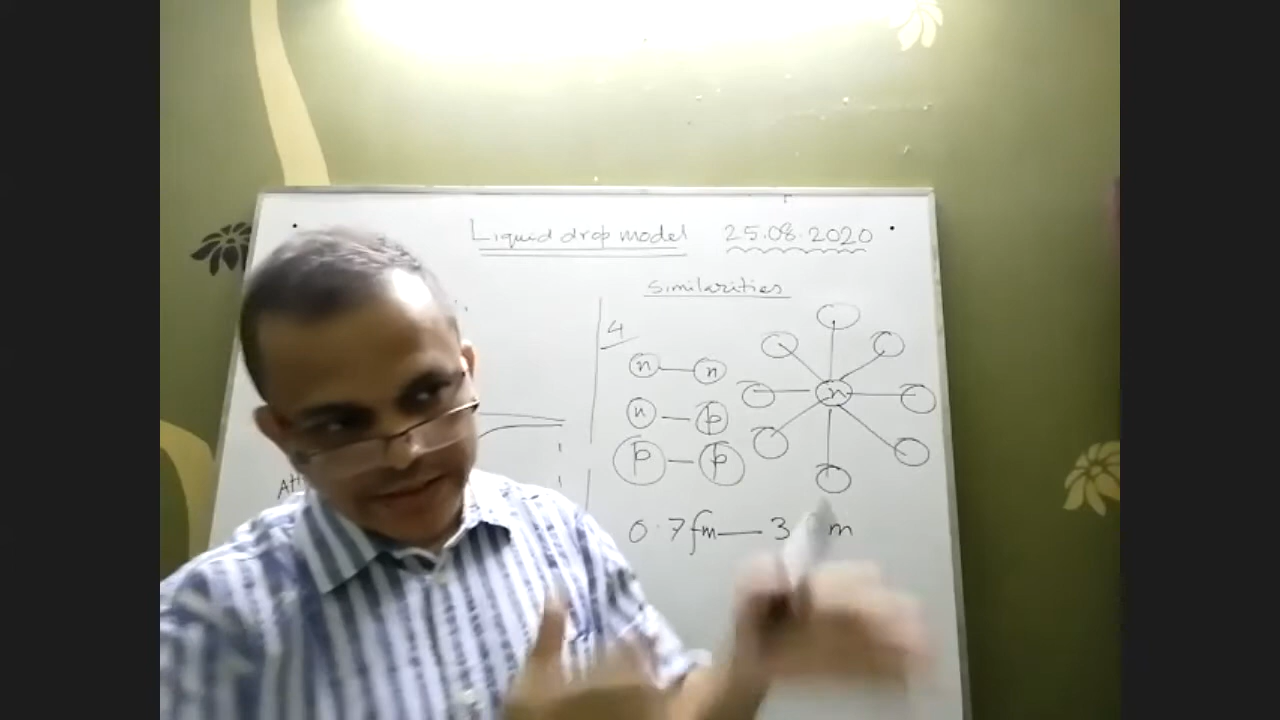 Liquid drop model 25.08.2020
Similarities
4
n n
n p
p p
n
0.7fm — 3 m